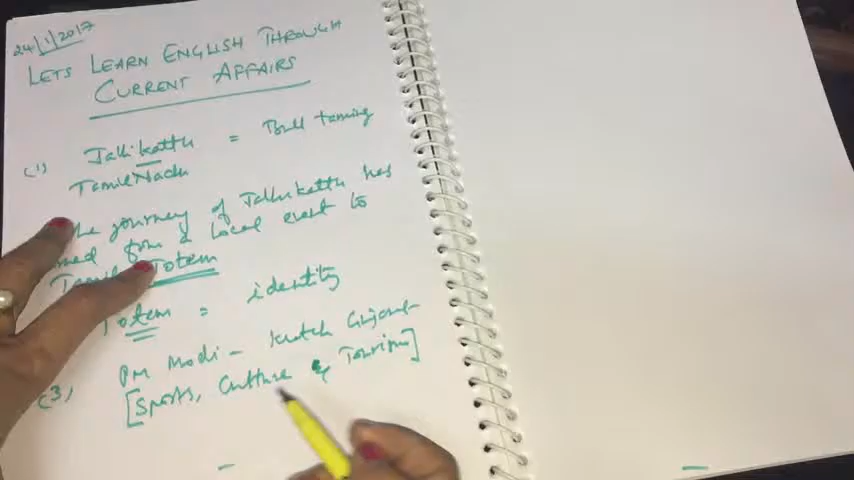 24/1/2017
LETS LEARN ENGLISH THROUGH
CURRENT AFFAIRS
(1) Jallikattu = Bull taming
TamilNadu
The journey of Jallikattu has
from a local event to
Totem
Totem = identity
(3) PM Modi - Kutch Gujarat
[Sports, Culture & Tourism]